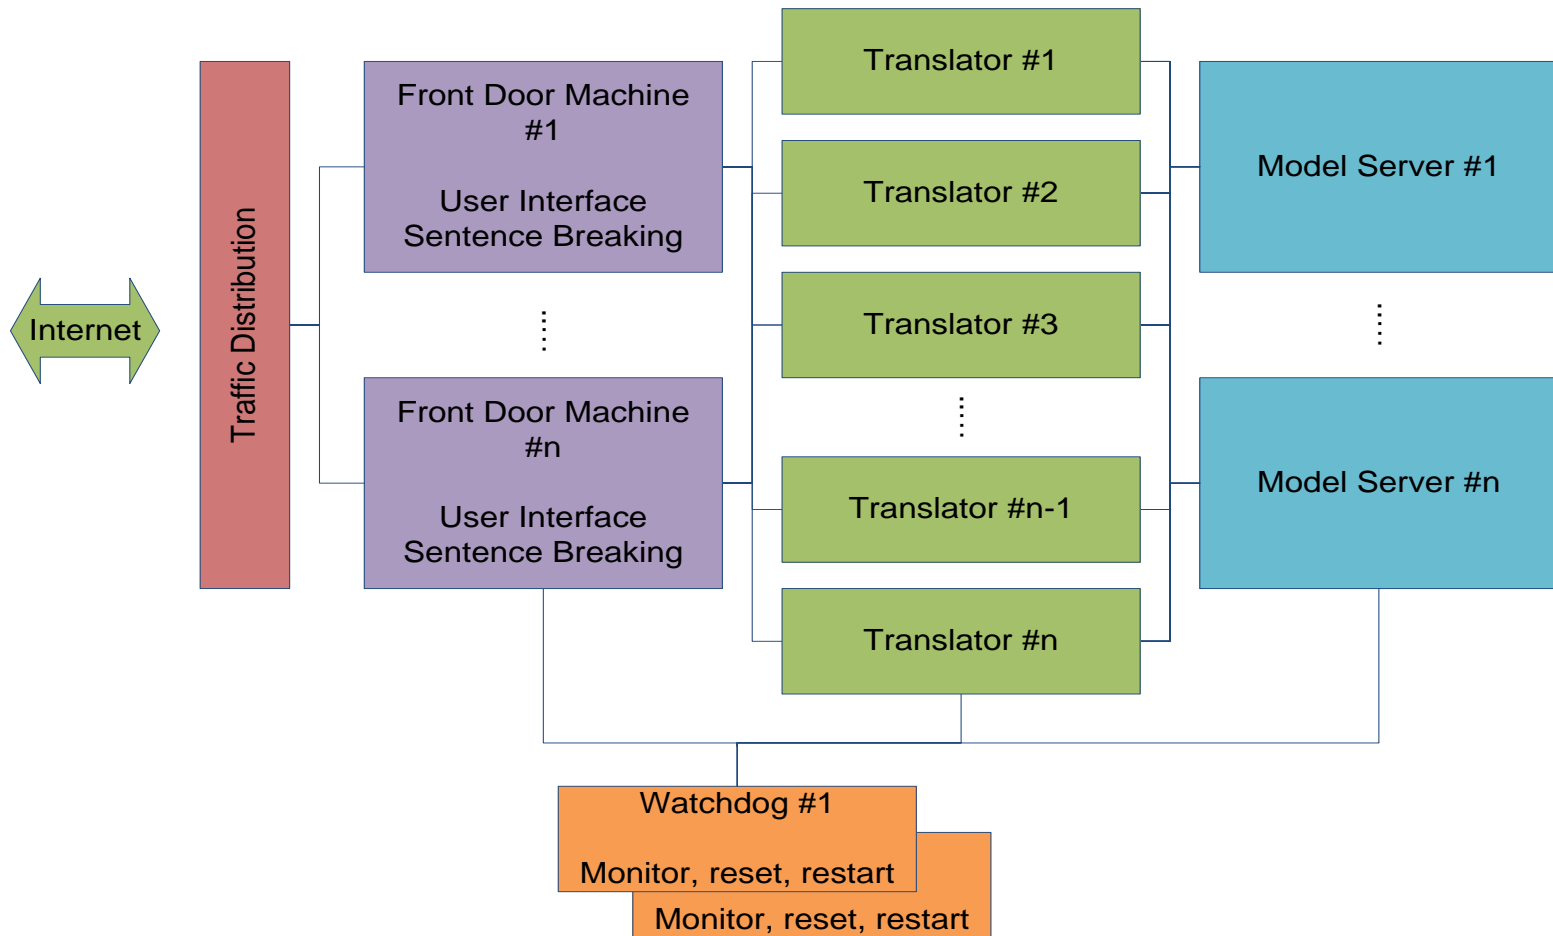 Internet
Traffic Distribution
Front Door Machine
#1
User Interface
Sentence Breaking
Front Door Machine
#n
User Interface
Sentence Breaking
Translator #1
Translator #2
Translator #3
Translator #n-1
Translator #n
Model Server #1
Model Server #n
Watchdog #1
Monitor, reset, restart
Monitor, reset, restart